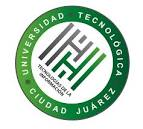 UNIVERSIDAD TECNOLÓGICA
TECNOLOGÍAS DE LA
INFORMACIÓN
CIUDAD JUÁREZ